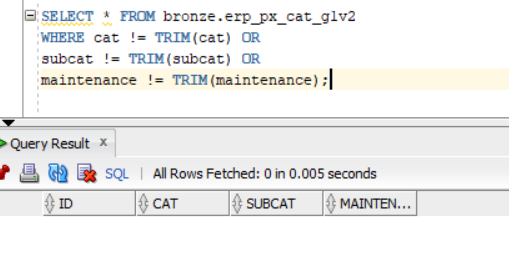 SELECT * FROM bronze.erp_px_cat_g1v2
WHERE cat != TRIM(cat) OR
subcat != TRIM(subcat) OR
maintenance != TRIM(maintenance);
Query Result x
SQL | All Rows Fetched: 0 in 0.005 seconds
ID CAT SUBCAT MAINTEN...